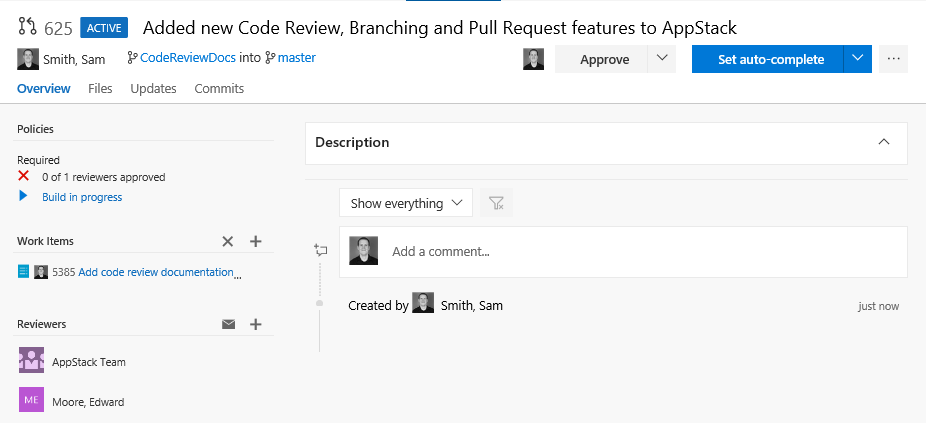 625 ACTIVE Added new Code Review, Branching and Pull Request features to AppStack
Smith, Sam CodeReviewDocs into master Approve Set auto-complete ...
Overview Files Updates Commits
Policies
Description
Required
0 of 1 reviewers approved
Build in progress
Show everything
Work Items
Add a comment...
5385 Add code review documentation...
Created by Smith, Sam just now
Reviewers
AppStack Team
ME Moore, Edward